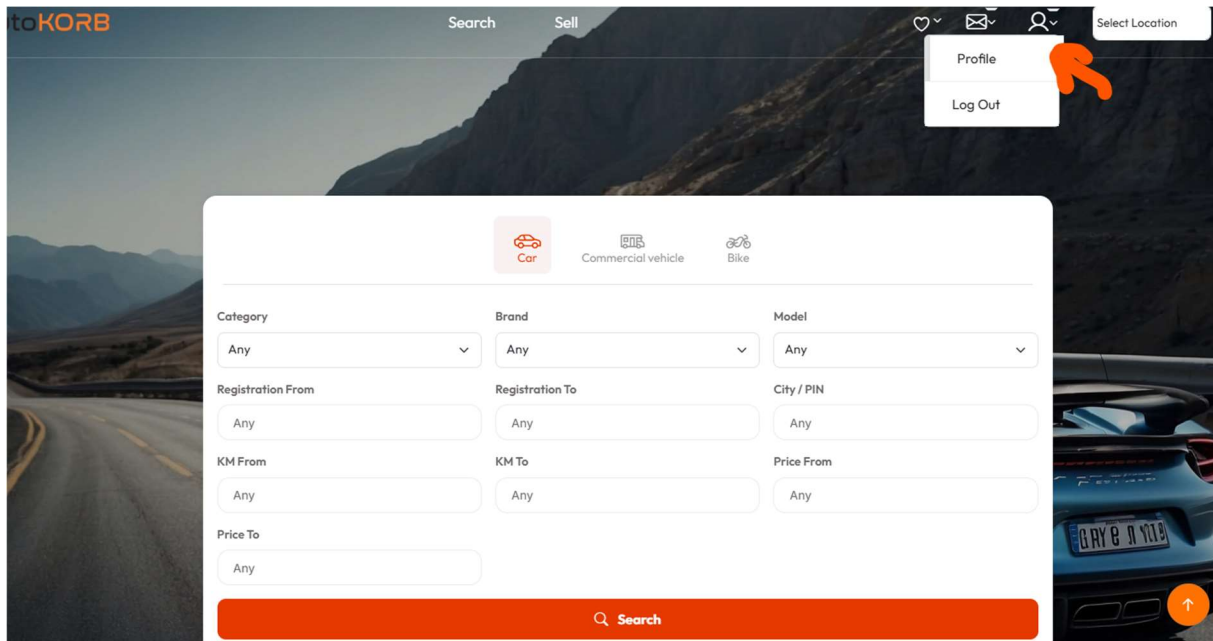 toKORB
Search Sell
Select Location
Profile
Log Out
Car Commercial vehicle Bike
Category Brand Model
Any Any Any
Registration From Registration To City / PIN
Any Any Any
KM From KM To Price From
Any Any Any
Price To
Any
Search